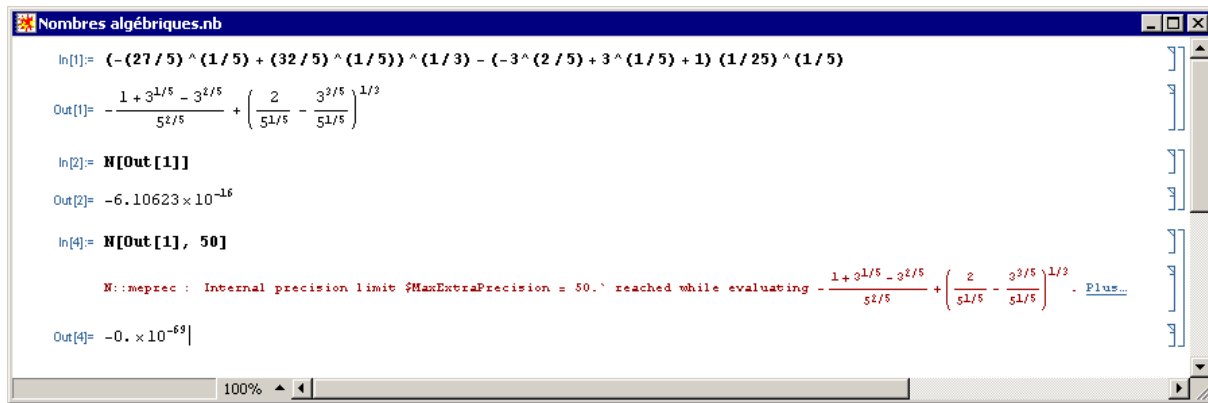 Nombres algébriques.nb
In[1]:= (-(27/5)^(1/5) + (32/5)^(1/5))^(1/3) - (-3^(2/5) + 3^(1/5) + 1) (1/25)^(1/5)
Out[1]= -(1 + 3^(1/5) - 3^(2/5))/5^(2/5) + (2/5^(1/5) - 3^(3/5)/5^(1/5))^(1/3)
In[2]:= N[Out[1]]
Out[2]= -6.10623×10^-16
In[4]:= N[Out[1], 50]
N::meprec : Internal precision limit $MaxExtraPrecision = 50.` reached while evaluating -(1 + 3^(1/5) - 3^(2/5))/5^(2/5) + (2/5^(1/5) - 3^(3/5)/5^(1/5))^(1/3). Plus…
Out[4]= -0.×10^-69
100%